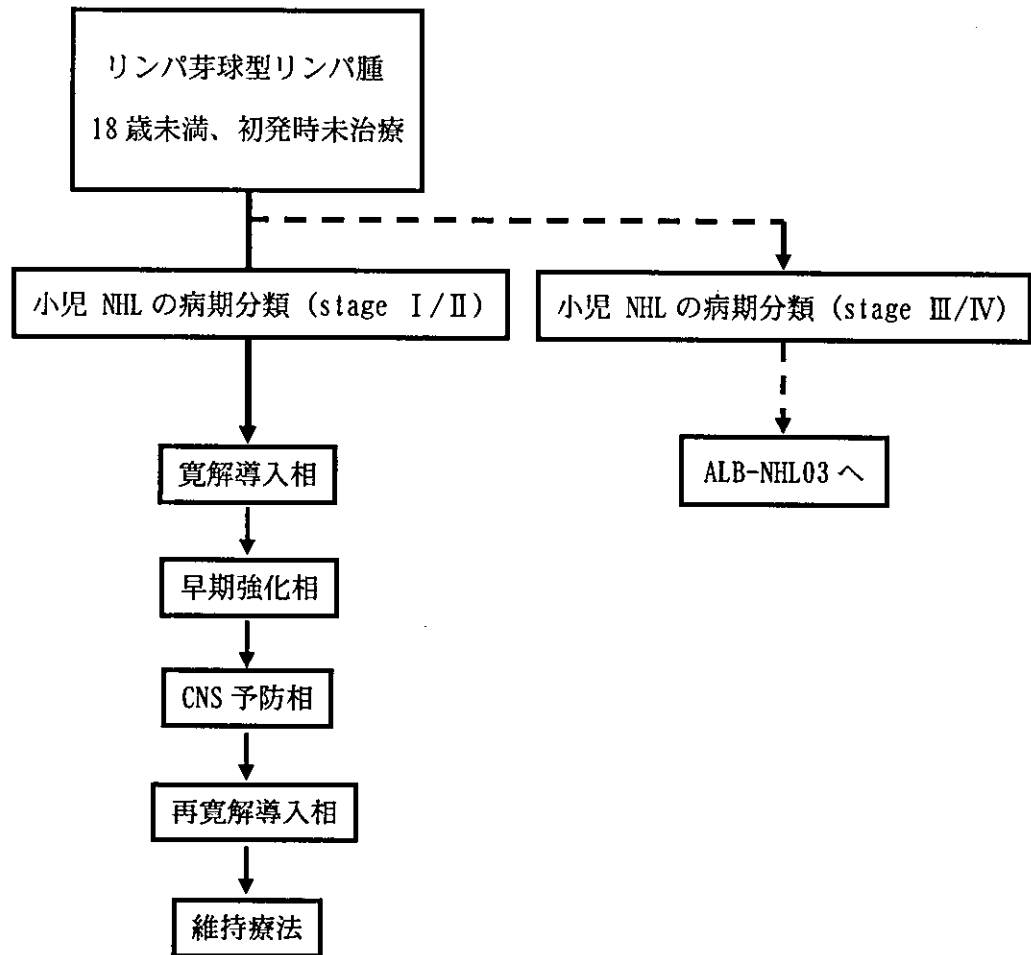 リンパ芽球型リンパ腫
18歳未満、初発時未治療
小児 NHL の病期分類 (stage Ⅰ/Ⅱ)
小児 NHL の病期分類 (stage Ⅲ/Ⅳ)
寛解導入相
ALB-NHL03 へ
早期強化相
CNS 予防相
再寛解導入相
維持療法